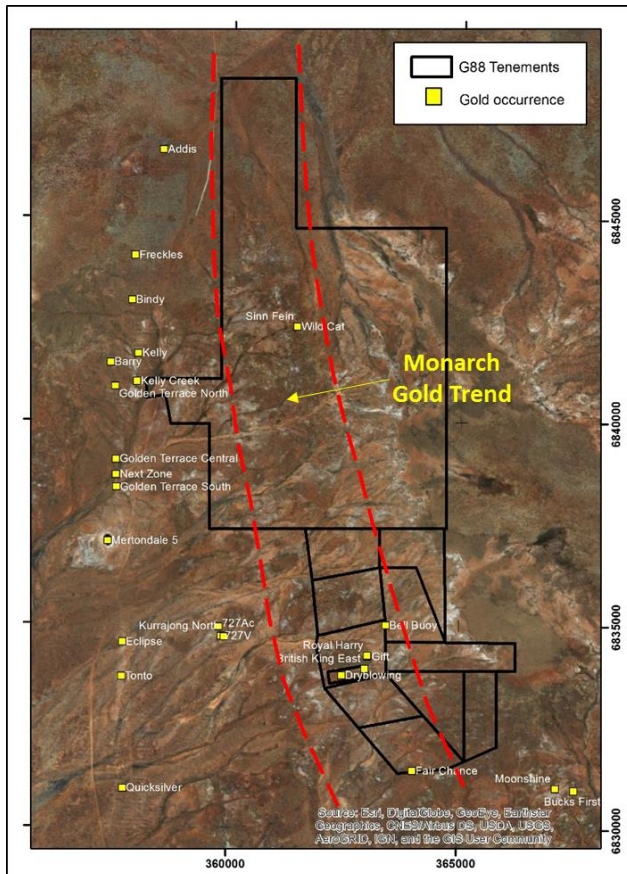 G88 Tenements
Gold occurrence
Addis
6845000
Freckles
Bindy
Sinn Fein
Wild Cat
Kelly
Barry
Monarch
Gold Trend
Kelly Creek
Golden Terrace North
6840000
Golden Terrace Central
Next Zone
Golden Terrace South
Mertondale 5
Kurrajong North
727Ac
Bell Buoy
6835000
727V
Eclipse
Royal Harry
Gift
British King East
Tonto
Dryblowing
Fair Chance
Moonshine
Quicksilver
Bucks First
Source: Esri, DigitalGlobe, GeoEye, Earthstar
Geographics, CNES/Airbus DS, USDA, USGS,
AeroGRID, IGN, and the GIS User Community
6830000
360000
365000